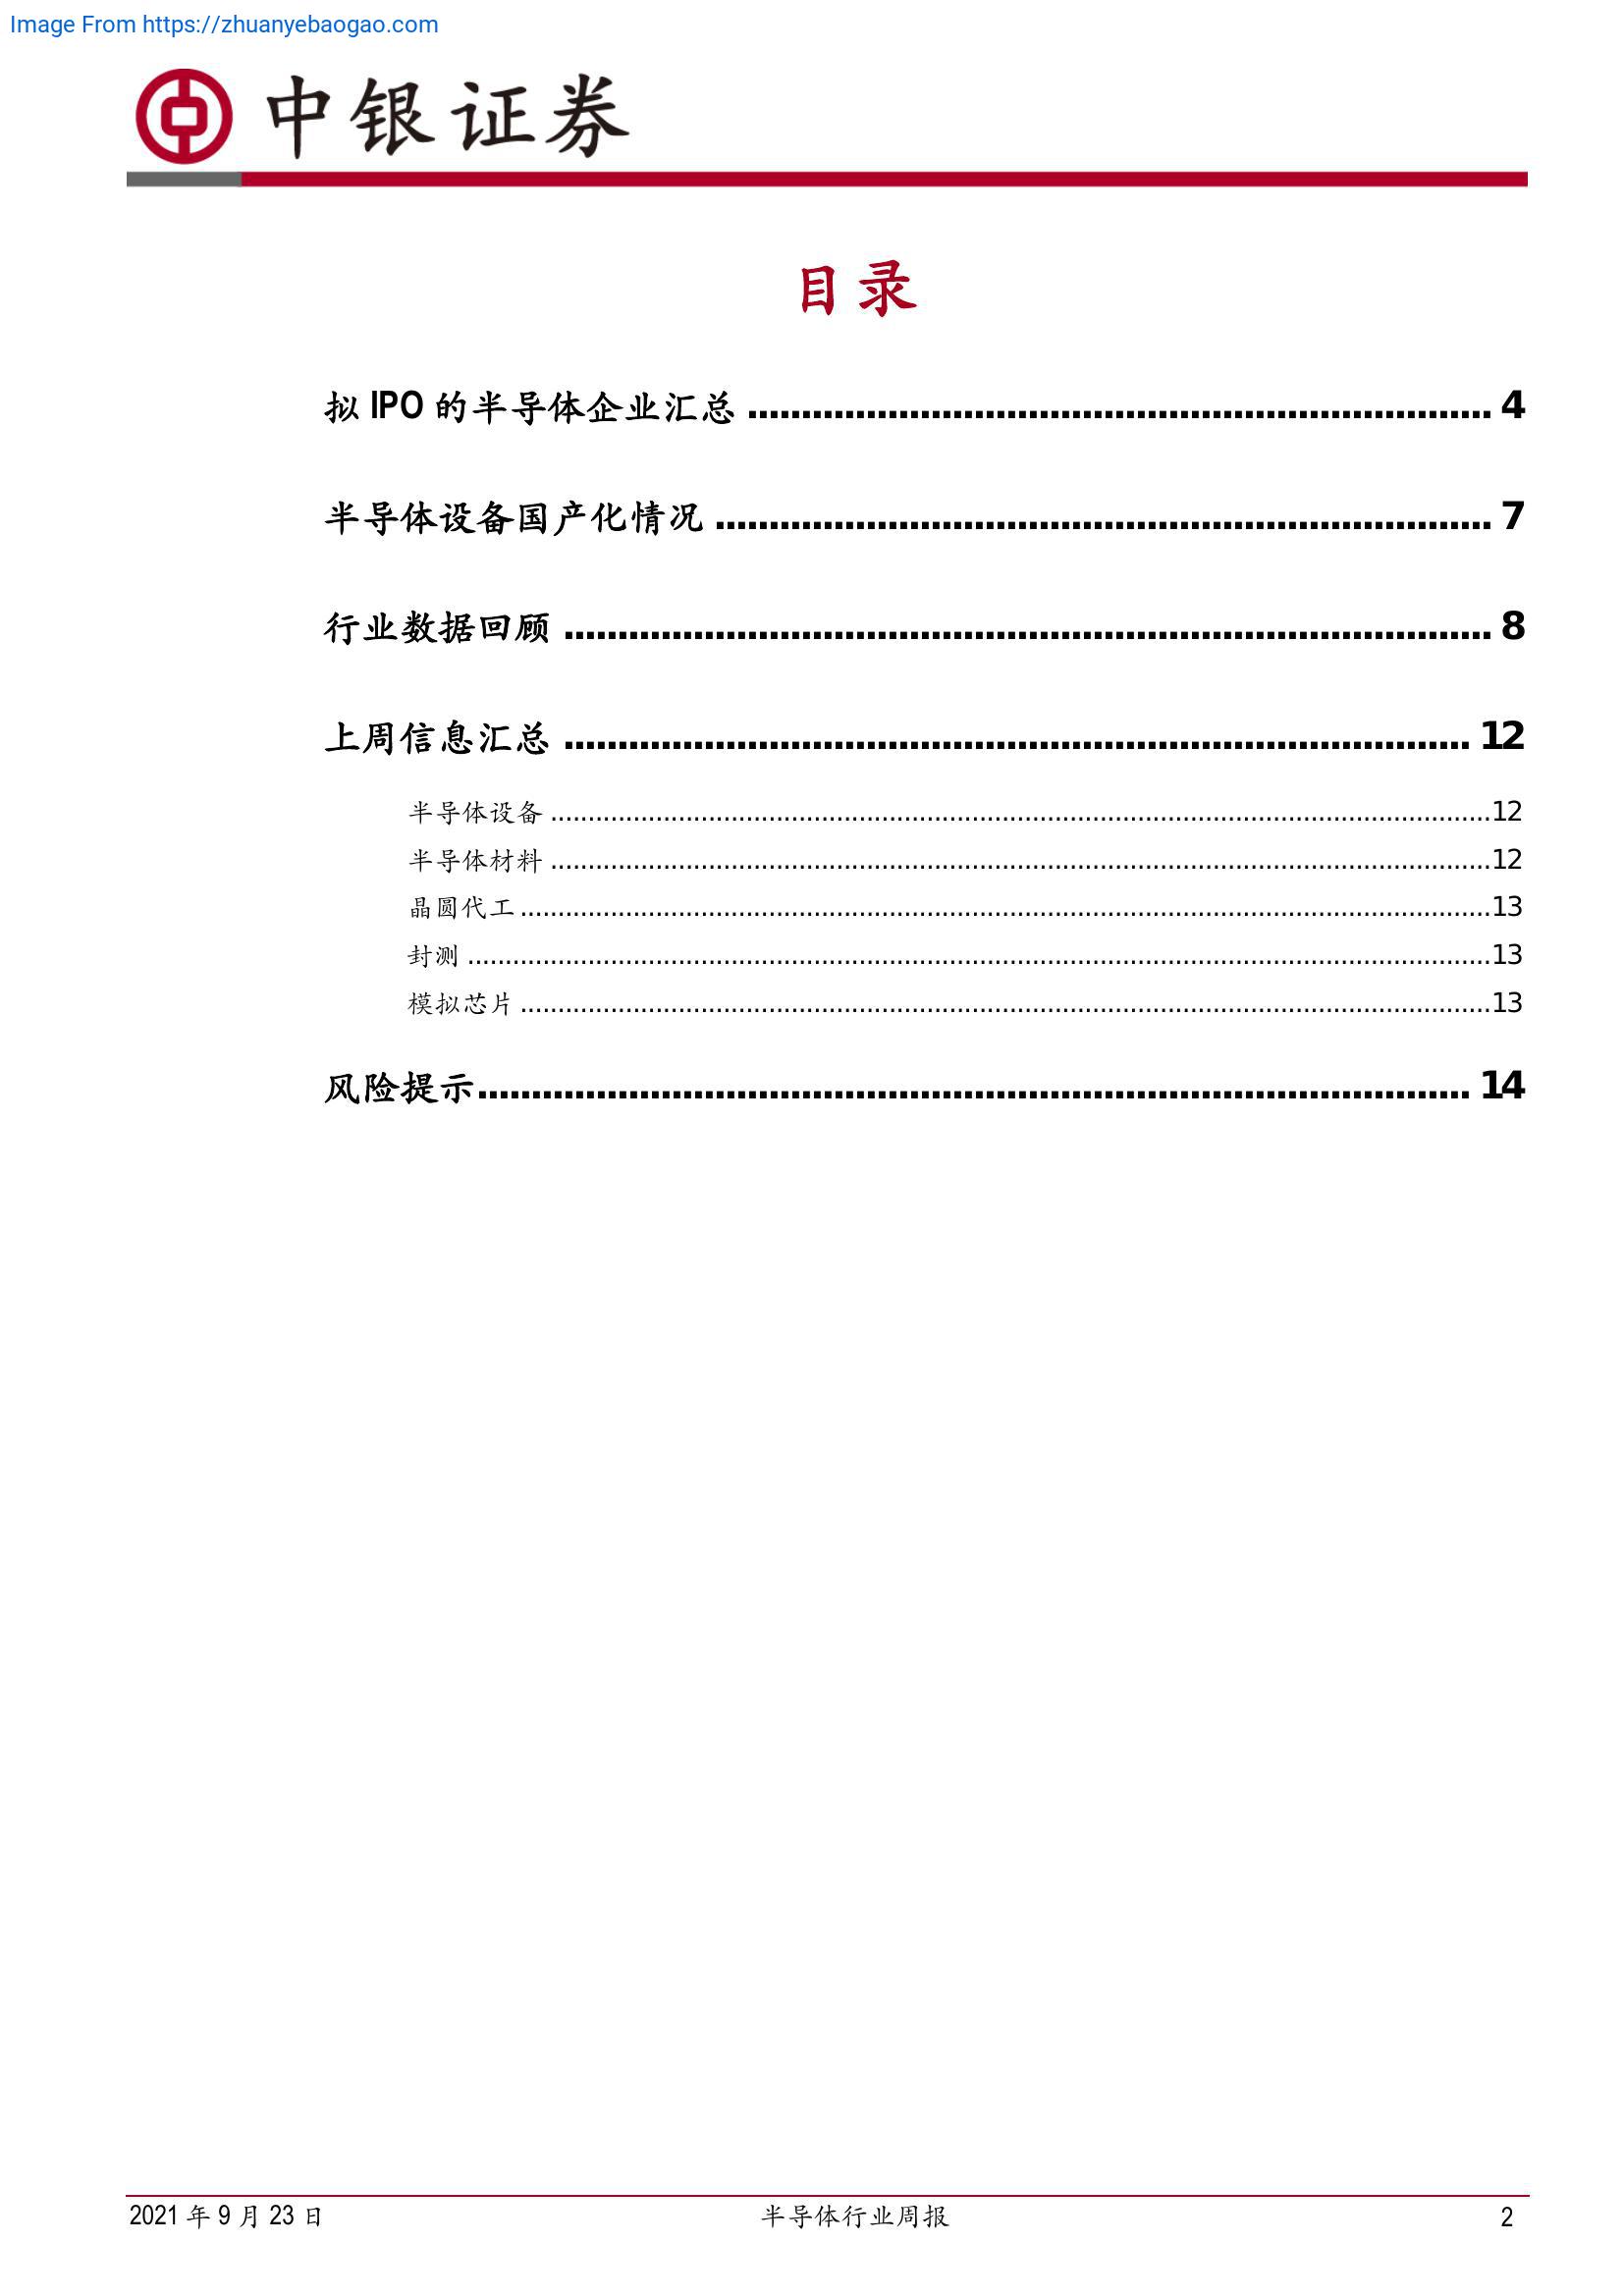 Image From https://zhuanyebaogao.com
中银证券
目录
拟 IPO 的半导体企业汇总 ........................................................................ 4
半导体设备国产化情况 ........................................................................ 7
行业数据回顾 ........................................................................ 8
上周信息汇总 ........................................................................ 12
半导体设备 ........................................................................12
半导体材料 ........................................................................12
晶圆代工 ........................................................................13
封测 ........................................................................13
模拟芯片 ........................................................................13
风险提示........................................................................ 14
2021 年 9 月 23 日 半导体行业周报 2